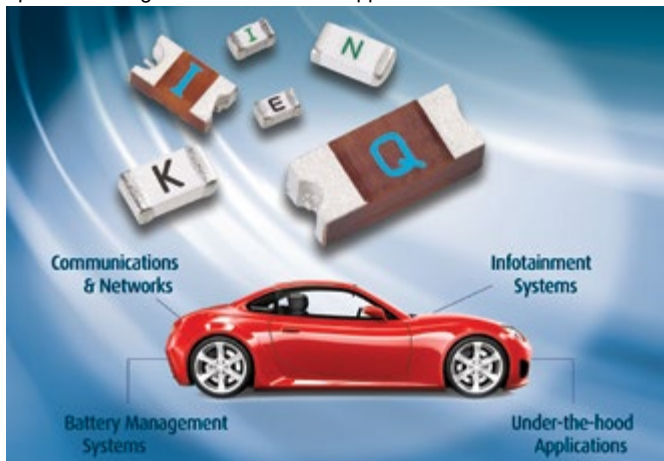 I
N
I
E
K
Q
Communications
& Networks
Infotainment
Systems
Battery Management
Systems
Under-the-hood
Applications